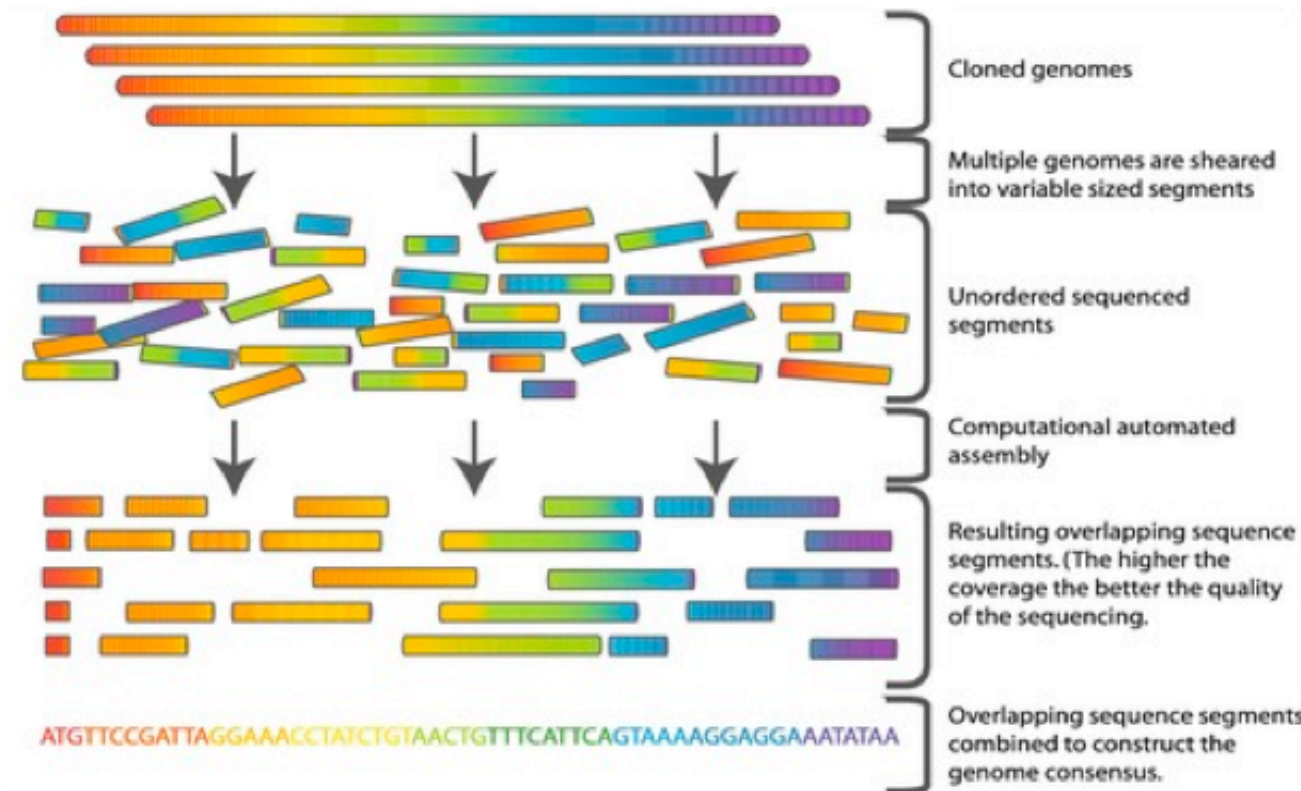 Cloned genomes
Multiple genomes are sheared
into variable sized segments
Unordered sequenced
segments
Computational automated
assembly
Resulting overlapping sequence
segments. (The higher the
coverage the better the quality
of the sequencing.
ATGTTCCGATTAGGAAACCTATCTGTAACTGTTTCATTCAGTAAAAGGAGGAAATATAA
Overlapping sequence segments
combined to construct the
genome consensus.